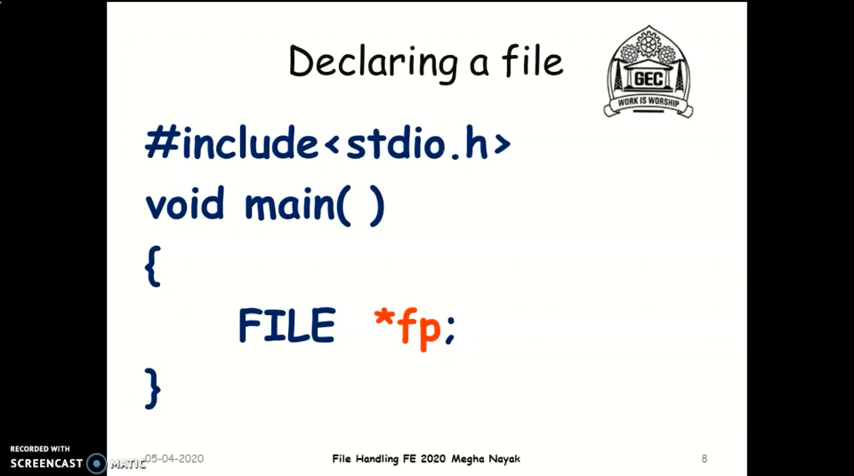 Declaring a file
GEC
WORK IS WORSHIP
#include<stdio.h>
void main( )
{
FILE *fp;
}
RECORDED WITH
SCREENCAST MATIC
05-04-2020
File Handling FE 2020 Megha Nayak
8